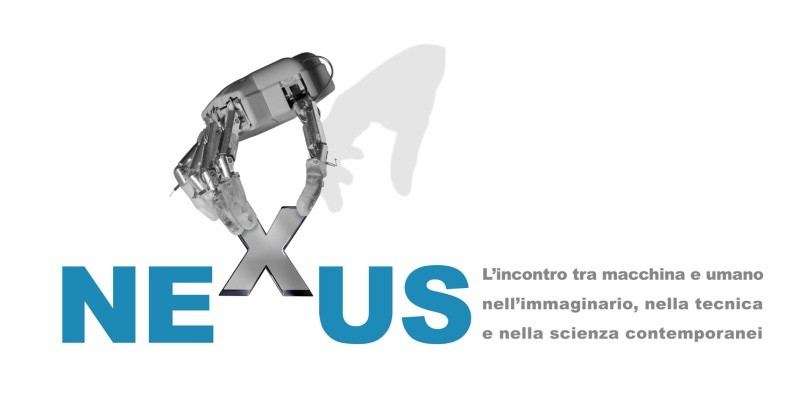 NEXUS
L’incontro tra macchina e umano
nell’immaginario, nella tecnica
e nella scienza contemporanei